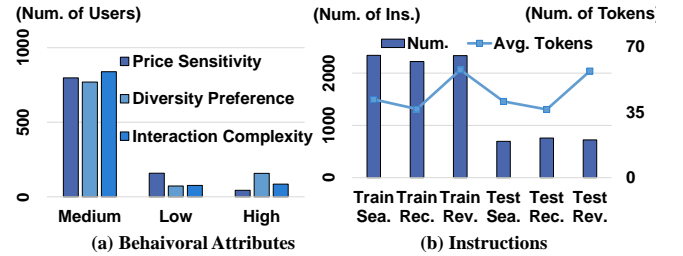 (Num. of Users)
1000
500
0
Price Sensitivity
Diversity Preference
Interaction Complexity
Medium Low High
(a) Behaivoral Attributes
(Num. of Ins.) (Num. of Tokens)
Num. Avg. Tokens
2000
1000
0
70
35
0
Train Train Train Test Test Test
Sea. Rec. Rev. Sea. Rec. Rev.
(b) Instructions